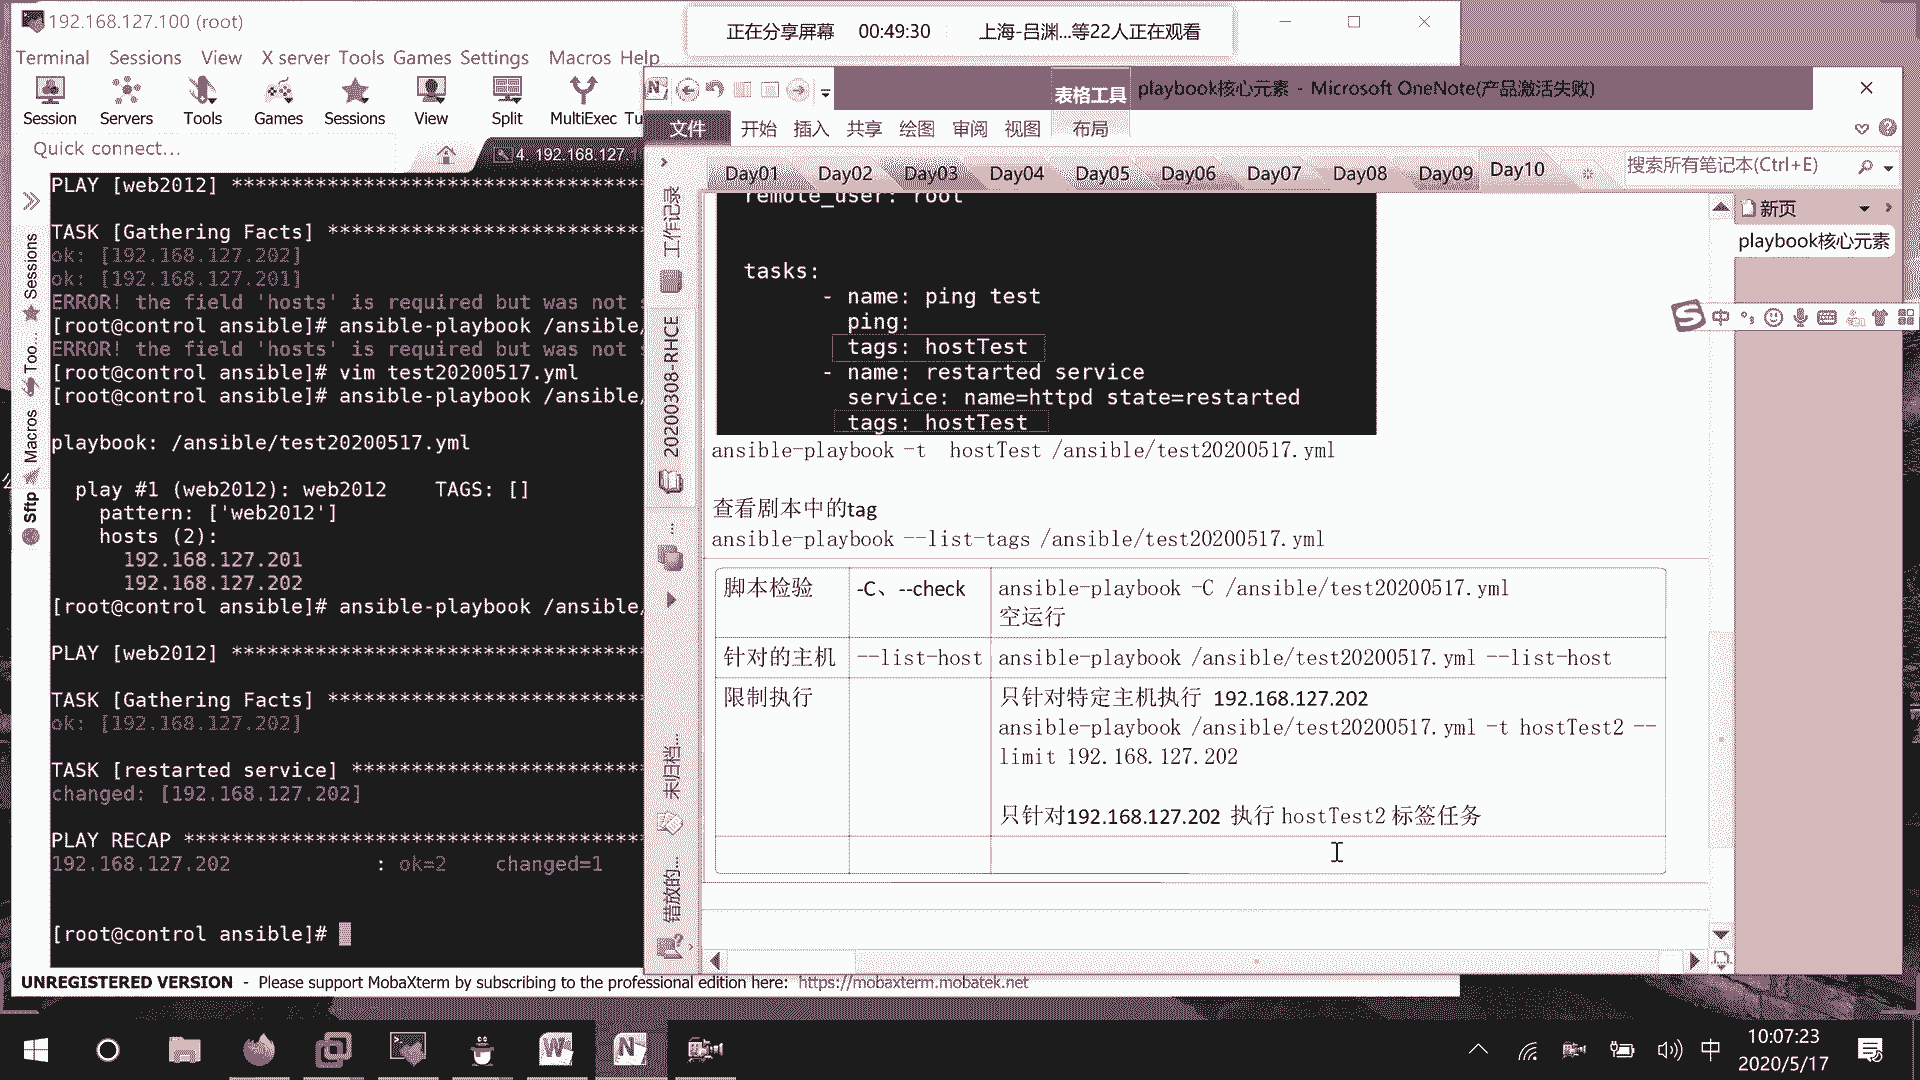 192.168.127.100 (root)
正在分享屏幕 00:49:30 上海-吕渊...等22人正在观看
Terminal Sessions View X server Tools Games Settings Macros Help
Session Servers Tools Games Sessions View Split MultiExec Tu
Quick connect...
4. 192.168.127.1
Sessions
Too...
Macros
Sftp
PLAY [web2012] **********************************
TASK [Gathering Facts] **************************
ok: [192.168.127.202]
ok: [192.168.127.201]
ERROR! the field 'hosts' is required but was not s
[root@control ansible]# ansible-playbook /ansible/
ERROR! the field 'hosts' is required but was not s
[root@control ansible]# vim test20200517.yml
[root@control ansible]# ansible-playbook /ansible/
playbook: /ansible/test20200517.yml
play #1 (web2012): web2012 TAGS: []
pattern: ['web2012']
hosts (2):
192.168.127.201
192.168.127.202
[root@control ansible]# ansible-playbook /ansible/
PLAY [web2012] **********************************
TASK [Gathering Facts] **************************
ok: [192.168.127.202]
TASK [restarted service] ************************
changed: [192.168.127.202]
PLAY RECAP **************************************
192.168.127.202 : ok=2 changed=1
[root@control ansible]#
UNREGISTERED VERSION - Please support MobaXterm by subscribing to the professional edition here: https://mobaxterm.mobatek.net
表格工具 playbook核心元素 - Microsoft OneNote(产品激活失败)
文件 开始 插入 共享 绘图 审阅 视图 布局
Day01 Day02 Day03 Day04 Day05 Day06 Day07 Day08 Day09 Day10
搜索所有笔记本(Ctrl+E)
工作记录
20200308-RHCE
未归档...
错放的...
新页
playbook核心元素
remote_user: root
tasks:
- name: ping test
ping:
tags: hostTest
- name: restarted service
service: name=httpd state=restarted
tags: hostTest
ansible-playbook -t hostTest /ansible/test20200517.yml
查看剧本中的tag
ansible-playbook --list-tags /ansible/test20200517.yml
脚本检验 -C、--check ansible-playbook -C /ansible/test20200517.yml
空运行
针对的主机 --list-host ansible-playbook /ansible/test20200517.yml --list-host
限制执行 只针对特定主机执行 192.168.127.202
ansible-playbook /ansible/test20200517.yml -t hostTest2 --
limit 192.168.127.202
只针对192.168.127.202 执行 hostTest2 标签任务
中
中
10:07:23
2020/5/17